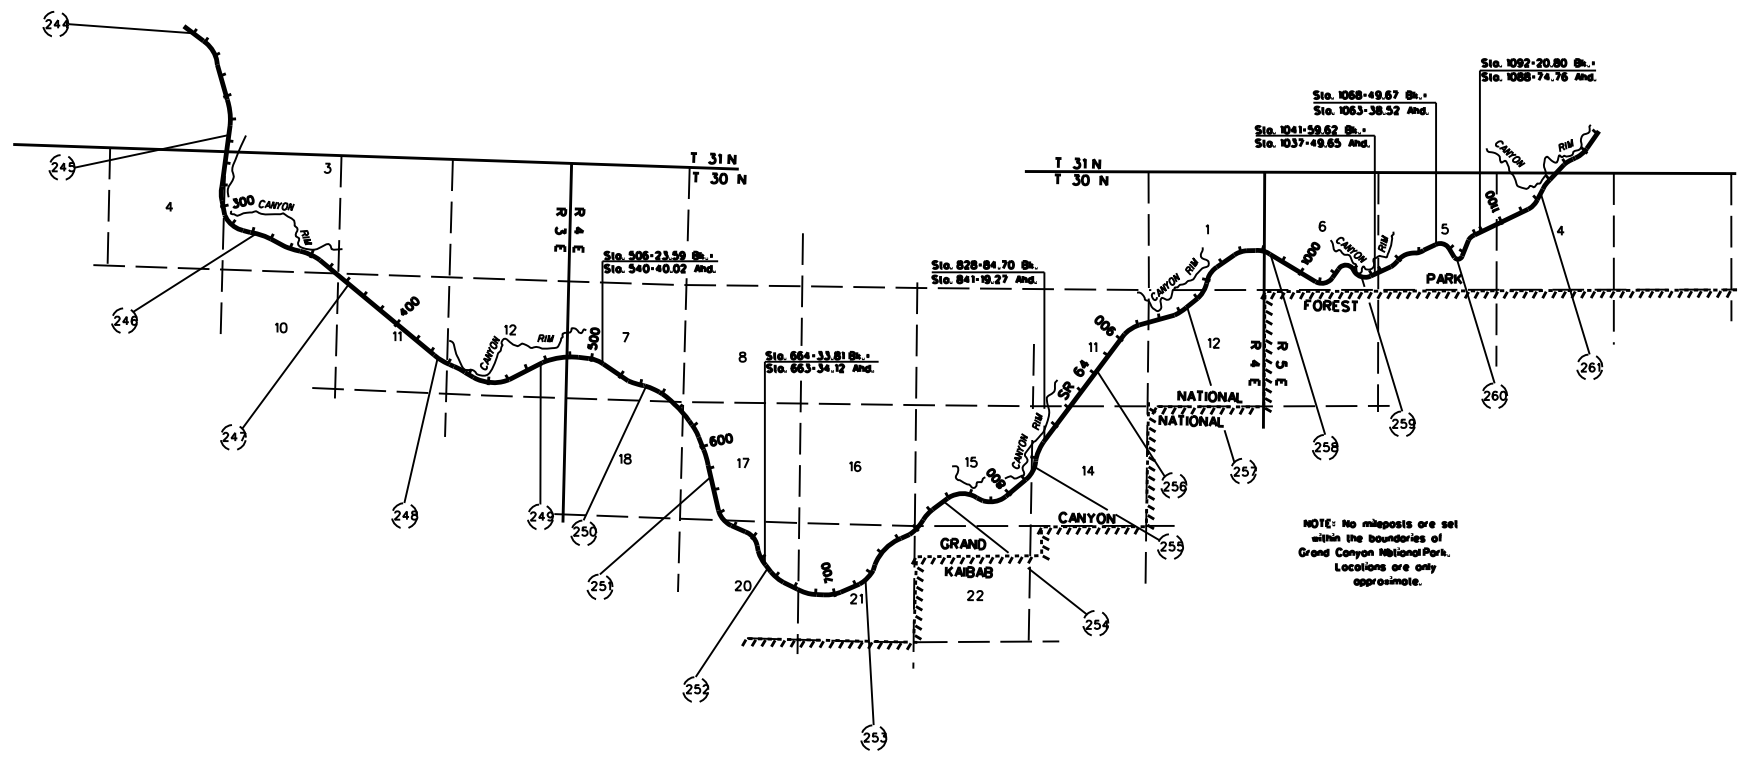 244
245
246
247
248
249
250
251
252
253
254
255
256
257
258
259
260
261
T 31 N
T 30 N
T 31 N
T 30 N
3
4
300 CANYON
RIM
R 3 E
R 4 E
10
400
11
12
CANYON
RIM
500
7
Sta. 506+23.59 Bk.=
Sta. 540+40.02 Ahd.
8
Sta. 664+33.81 Bk.=
Sta. 663+34.12 Ahd.
600
18
17
16
20
700
21
15
800
CANYON
RIM
Sta. 828+84.70 Bk.=
Sta. 841+19.27 Ahd.
GRAND
CANYON
KAIBAB
22
14
SR 64
11
900
CANYON RIM
1
12
NATIONAL
NATIONAL
R 4 E
R 5 E
1000
6
CANYON
RIM
5
PARK
FOREST
Sta. 1041+59.62 Bk.=
Sta. 1037+49.65 Ahd.
Sta. 1068+49.67 Bk.=
Sta. 1063+38.52 Ahd.
Sta. 1092+20.80 Bk.=
Sta. 1088+74.76 Ahd.
CANYON
RIM
1100
4
NOTE: No mileposts are set
within the boundaries of
Grand Canyon National Park.
Locations are only
approximate.